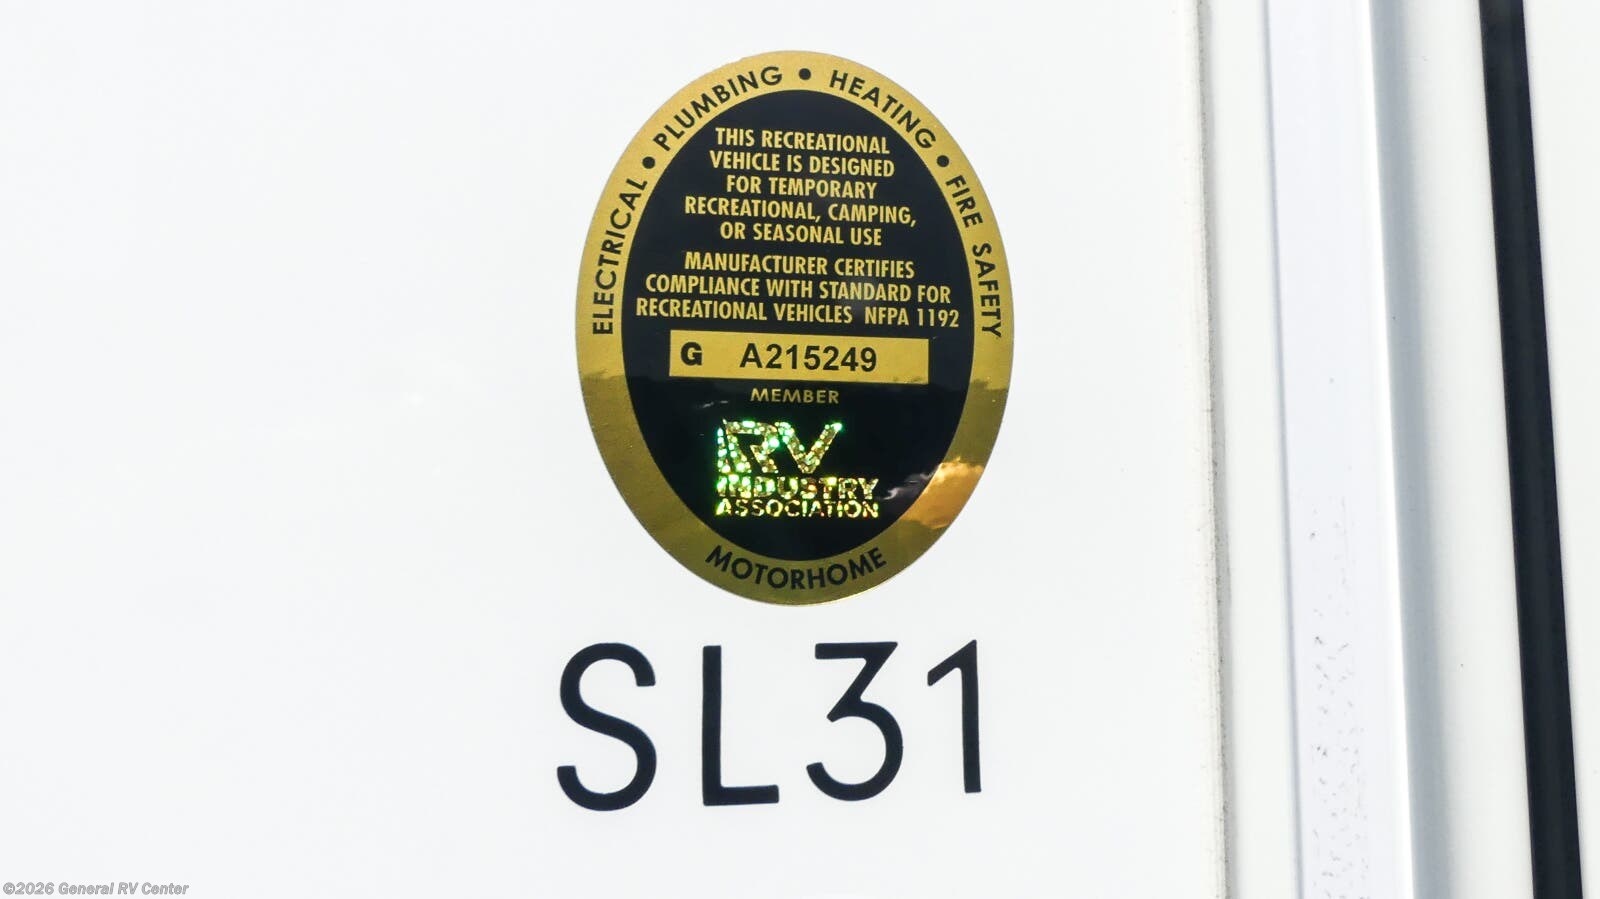 ELECTRICAL • PLUMBING • HEATING • FIRE SAFETY
THIS RECREATIONAL
VEHICLE IS DESIGNED
FOR TEMPORARY
RECREATIONAL, CAMPING,
OR SEASONAL USE
MANUFACTURER CERTIFIES
COMPLIANCE WITH STANDARD FOR
RECREATIONAL VEHICLES NFPA 1192
G A215249
MEMBER
RV
INDUSTRY
ASSOCIATION
MOTORHOME
SL31
©2026 General RV Center